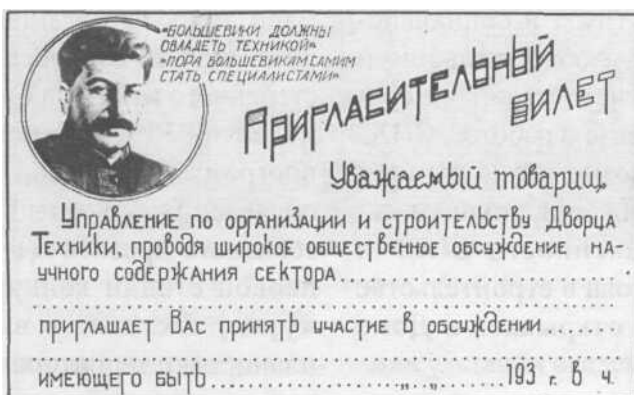 «БОЛЬШЕВИКИ ДОЛЖНЫ
ОВЛАДЕТЬ ТЕХНИКОЙ»
"ПОРА БОЛЬШЕВИКАМ САМИМ
СТАТЬ СПЕЦИАЛИСТАМИ»
Пригласительный
билет
Уважаемый товарищ.
Управление по организации и строительству Дворца
Техники, проводя широкое общественное обсуждение на-
учного содержания сектора
приглашает Вас принять участие в обсуждении
имеющего быть .................. „ „ .......... 193 г. в ч.